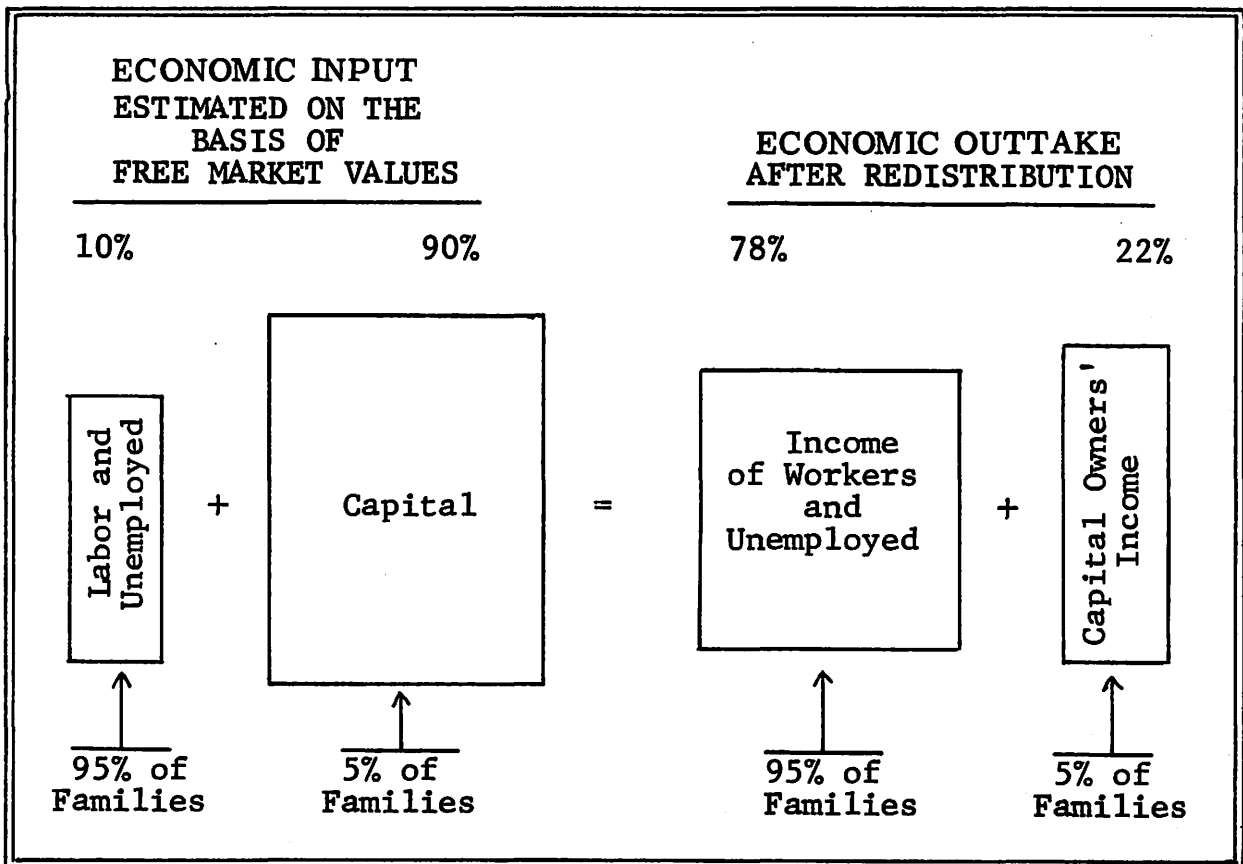 ECONOMIC INPUT
ESTIMATED ON THE
BASIS OF
FREE MARKET VALUES
ECONOMIC OUTTAKE
AFTER REDISTRIBUTION
10%
90%
78%
22%
Labor and
Unemployed
+
Capital
=
Income
of Workers
and
Unemployed
+
Capital Owners'
Income
95% of
Families
5% of
Families
95% of
Families
5% of
Families